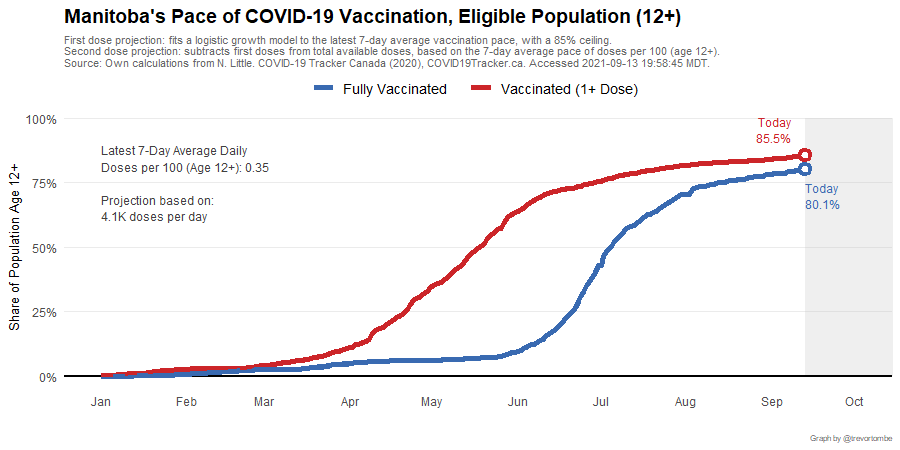 Manitoba's Pace of COVID-19 Vaccination, Eligible Population (12+)
First dose projection: fits a logistic growth model to the latest 7-day average vaccination pace, with a 85% ceiling.
Second dose projection: subtracts first doses from total available doses, based on the 7-day average pace of doses per 100 (age 12+).
Source: Own calculations from N. Little. COVID-19 Tracker Canada (2020), COVID19Tracker.ca. Accessed 2021-09-13 19:58:45 MDT.
Fully Vaccinated
Vaccinated (1+ Dose)
100%
75%
50%
25%
0%
Share of Population Age 12+
Latest 7-Day Average Daily
Doses per 100 (Age 12+): 0.35
Projection based on:
4.1K doses per day
Today
85.5%
Today
80.1%
Jan
Feb
Mar
Apr
May
Jun
Jul
Aug
Sep
Oct
Graph by @trevortombe